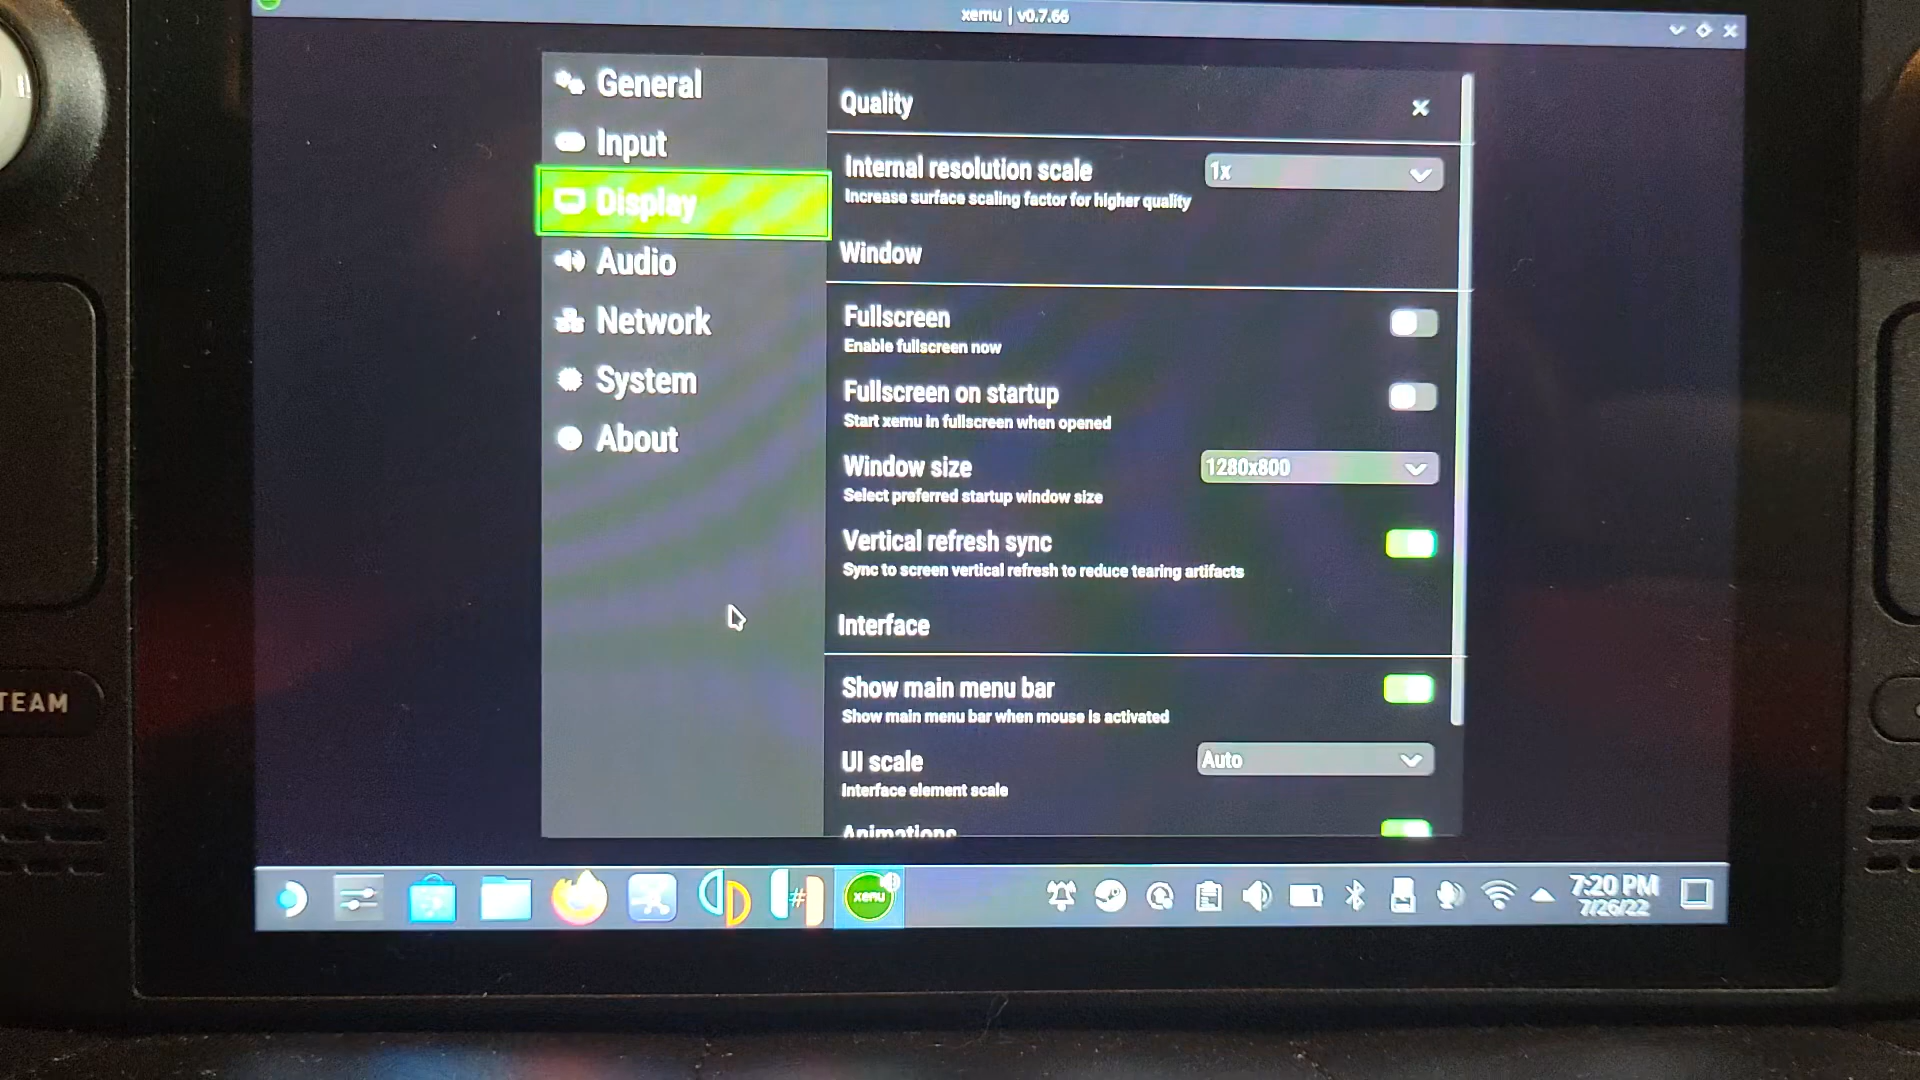 xemu | v0.7.66
General
Input
Display
Audio
Network
System
About
Quality
Internal resolution scale
1x
Increase surface scaling factor for higher quality
Window
Fullscreen
Enable fullscreen now
Fullscreen on startup
Start xemu in fullscreen when opened
Window size
1280x800
Select preferred startup window size
Vertical refresh sync
Sync to screen vertical refresh to reduce tearing artifacts
Interface
Show main menu bar
Show main menu bar when mouse is activated
UI scale
Auto
Interface element scale
Animations
TEAM
#
xemu
7:20 PM
7/26/22